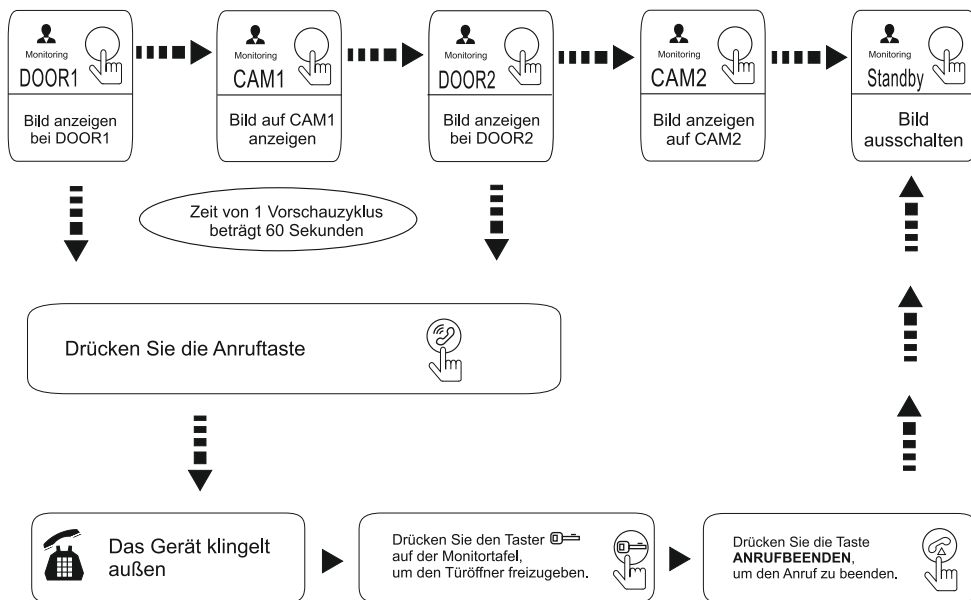 Monitoring
DOOR1
Bild anzeigen
bei DOOR1
Monitoring
CAM1
Bild auf CAM1
anzeigen
Monitoring
DOOR2
Bild anzeigen
bei DOOR2
Monitoring
CAM2
Bild anzeigen
auf CAM2
Monitoring
Standby
Bild
ausschalten
Zeit von 1 Vorschauzyklus
beträgt 60 Sekunden
Drücken Sie die Anruftaste
Das Gerät klingelt
außen
Drücken Sie den Taster
auf der Monitortafel,
um den Türöffner freizugeben.
Drücken Sie die Taste
ANRUFBEENDEN,
um den Anruf zu beenden.